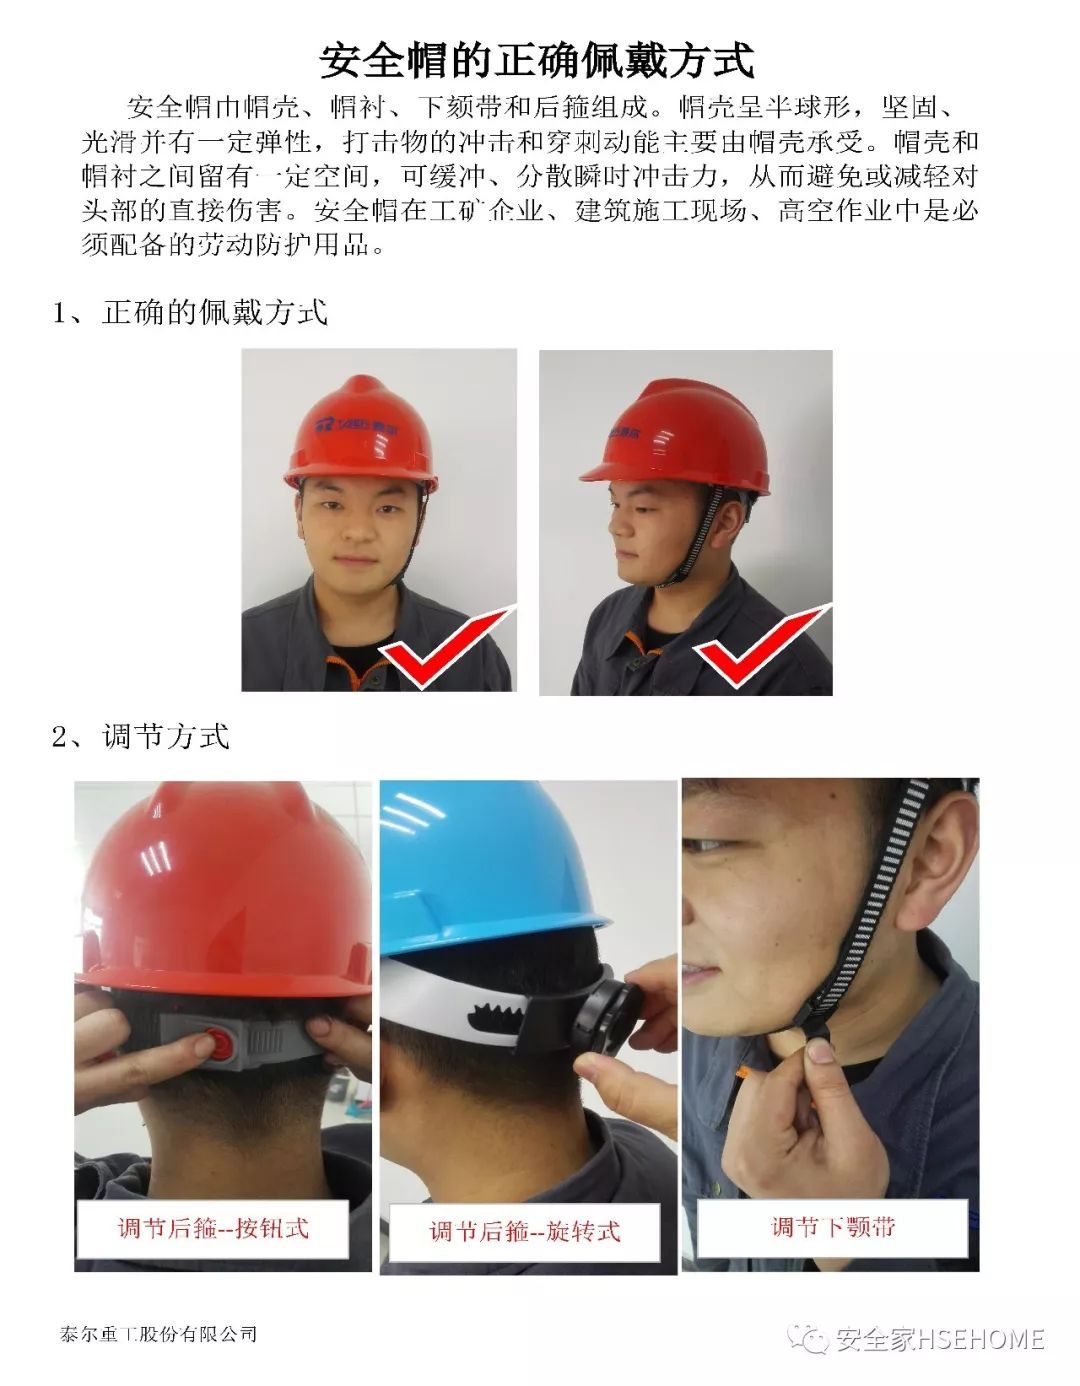 安全帽的正确佩戴方式
安全帽由帽壳、帽衬、下颏带和后箍组成。帽壳呈半球形，坚固、
光滑并有一定弹性，打击物的冲击和穿刺动能主要由帽壳承受。帽壳和
帽衬之间留有一定空间，可缓冲、分散瞬时冲击力，从而避免或减轻对
头部的直接伤害。安全帽在工矿企业、建筑施工现场、高空作业中是必
须配备的劳动防护用品。
1、正确的佩戴方式
泰尔
泰尔
2、调节方式
调节后箍--按钮式
调节后箍--旋转式
调节下颚带
泰尔重工股份有限公司
安全家HSEHOME